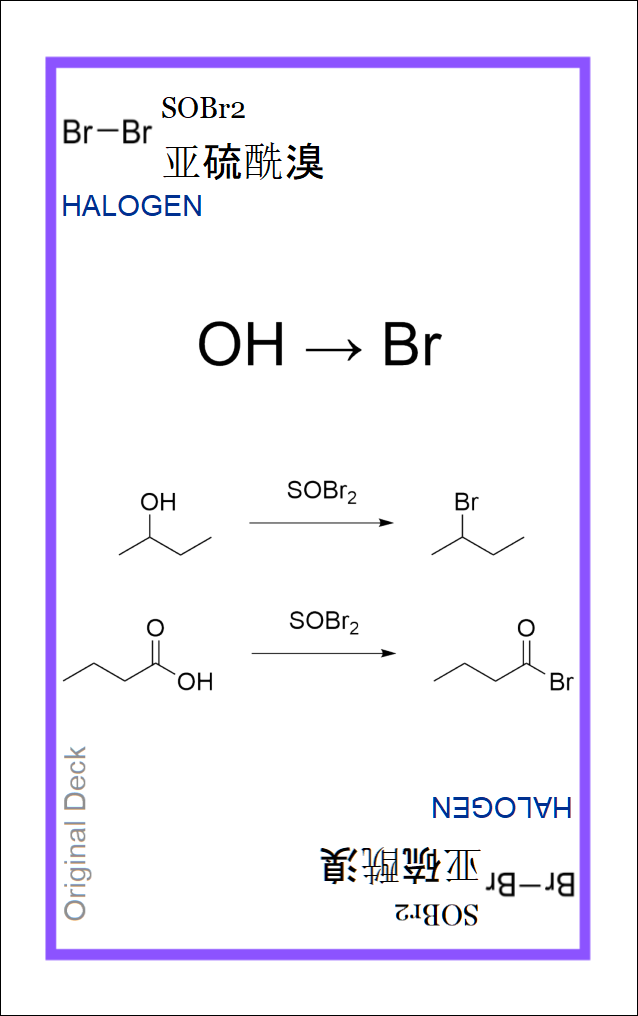 Br－Br
SOBr2
亚硫酰溴
HALOGEN
OH → Br
OH
SOBr₂
Br
O
OH
SOBr₂
O
Br
Original Deck
HALOGEN
亚硫酰溴
Br－Br
SOBr2